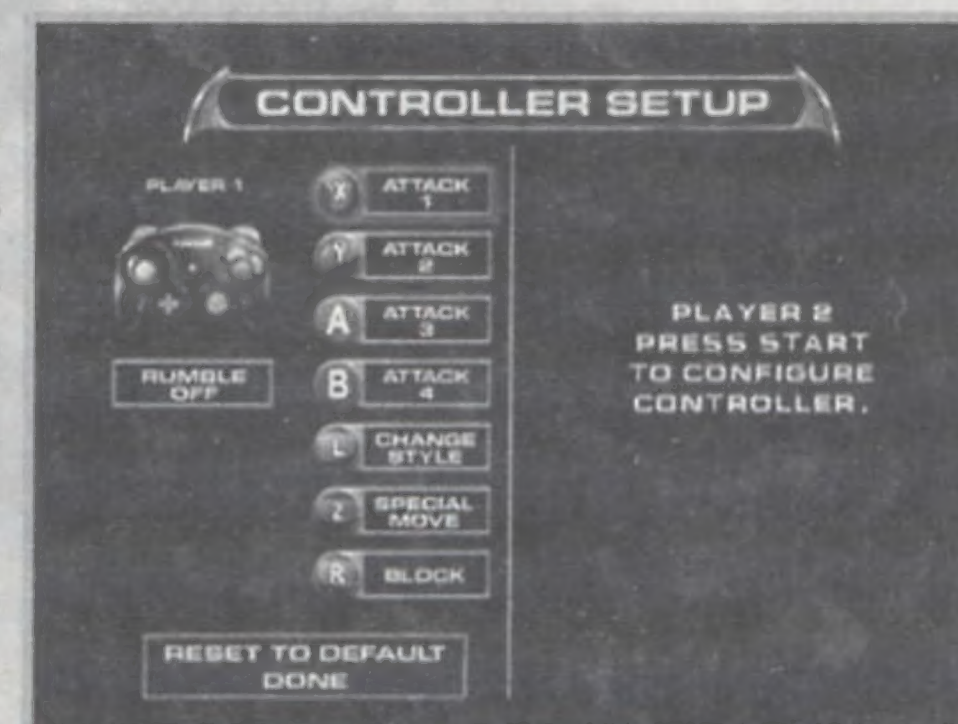 CONTROLLER SETUP
PLAYER 1
RUMBLE
OFF
X
ATTACK
1
Y
ATTACK
2
A
ATTACK
3
B
ATTACK
4
L
CHANGE
STYLE
Z
SPECIAL
MOVE
R
BLOCK
RESET TO DEFAULT
DONE
PLAYER 2
PRESS START
TO CONFIGURE
CONTROLLER.